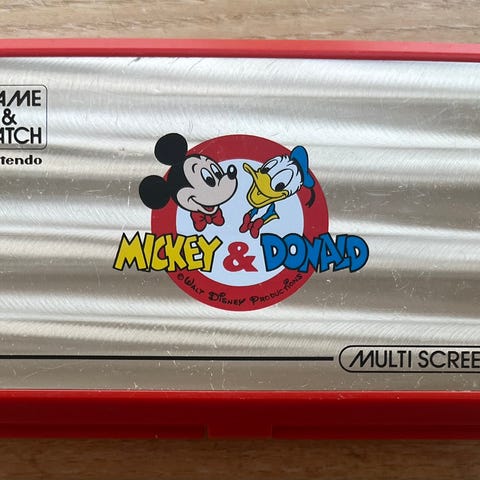 AME
&
ATCH
ntendo
MICKEY & DONALD
© WALT DISNEY PRODUCTIONS
MULTI SCREE